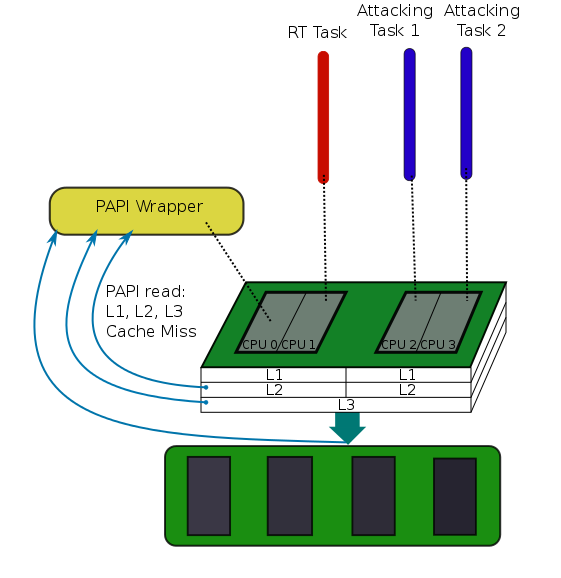 RT Task
Attacking
Task 1
Attacking
Task 2
PAPI Wrapper
PAPI read:
L1, L2, L3
Cache Miss
CPU 0
CPU 1
CPU 2
CPU 3
L1
L1
L2
L2
L3